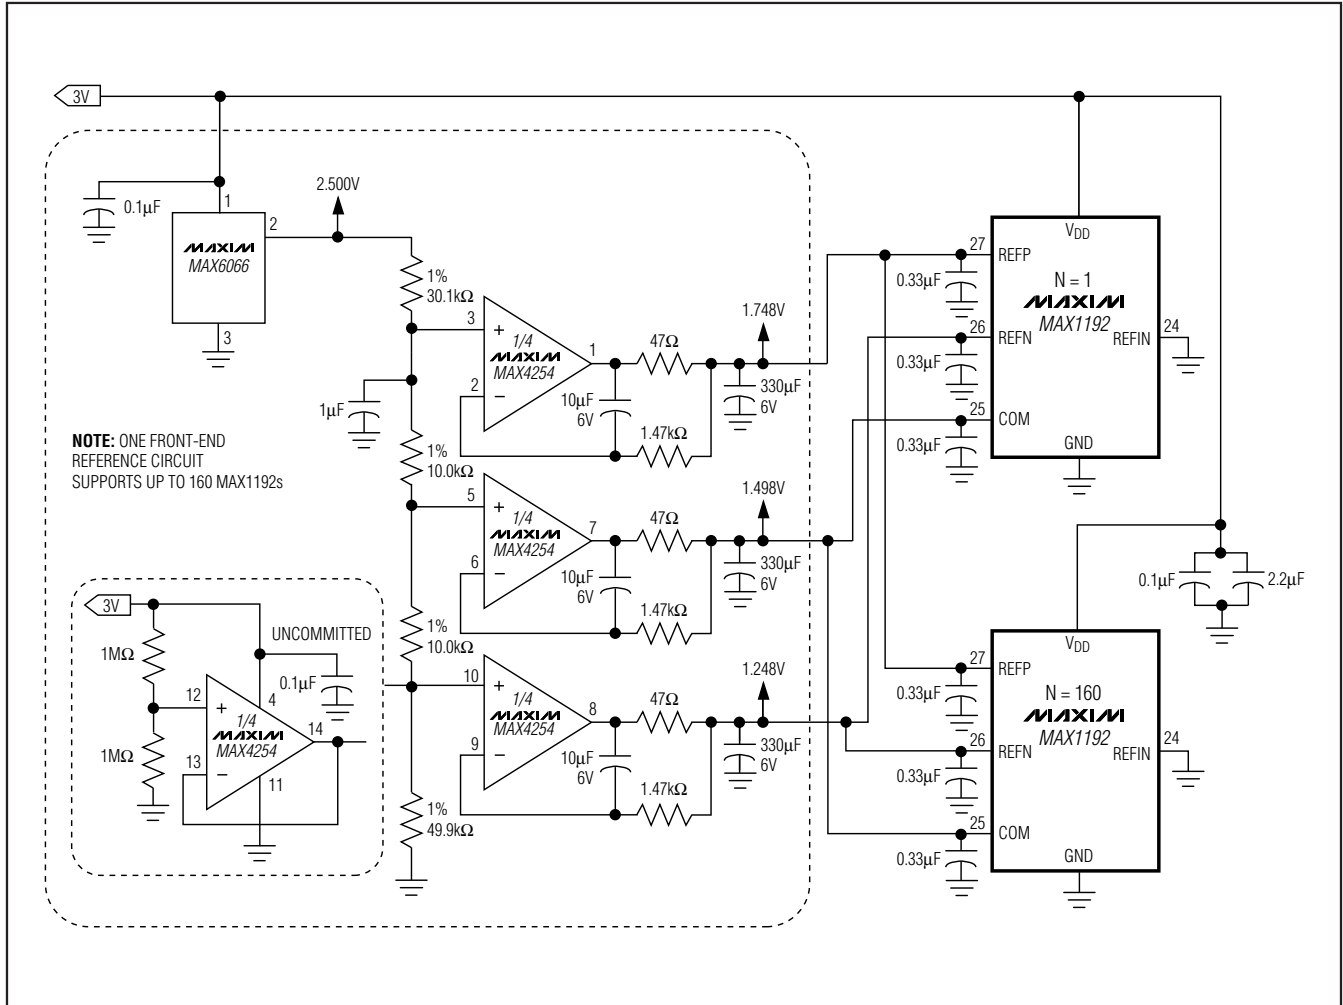 3V
0.1µF
1
2
2.500V
MAXIM
MAX6066
3
1%
30.1kΩ
1µF
NOTE: ONE FRONT-END
REFERENCE CIRCUIT
SUPPORTS UP TO 160 MAX1192s
3
+
1/4
MAXIM
MAX4254
2
−
1
47Ω
10µF
6V
1.47kΩ
1.748V
330µF
6V
1%
10.0kΩ
5
+
1/4
MAXIM
MAX4254
6
−
7
47Ω
10µF
6V
1.47kΩ
1.498V
330µF
6V
1%
10.0kΩ
10
+
1/4
MAXIM
MAX4254
9
−
8
47Ω
10µF
6V
1.47kΩ
1.248V
330µF
6V
1%
49.9kΩ
3V
UNCOMMITTED
1MΩ
0.1µF
12
+
4
1/4
MAXIM
MAX4254
14
1MΩ
13
−
11
VDD
27
REFP
0.33µF
N = 1
MAXIM
MAX1192
26
REFN
24
REFIN
0.33µF
25
COM
0.33µF
GND
0.1µF
2.2µF
VDD
27
REFP
0.33µF
N = 160
MAXIM
MAX1192
26
REFN
24
REFIN
0.33µF
25
COM
0.33µF
GND